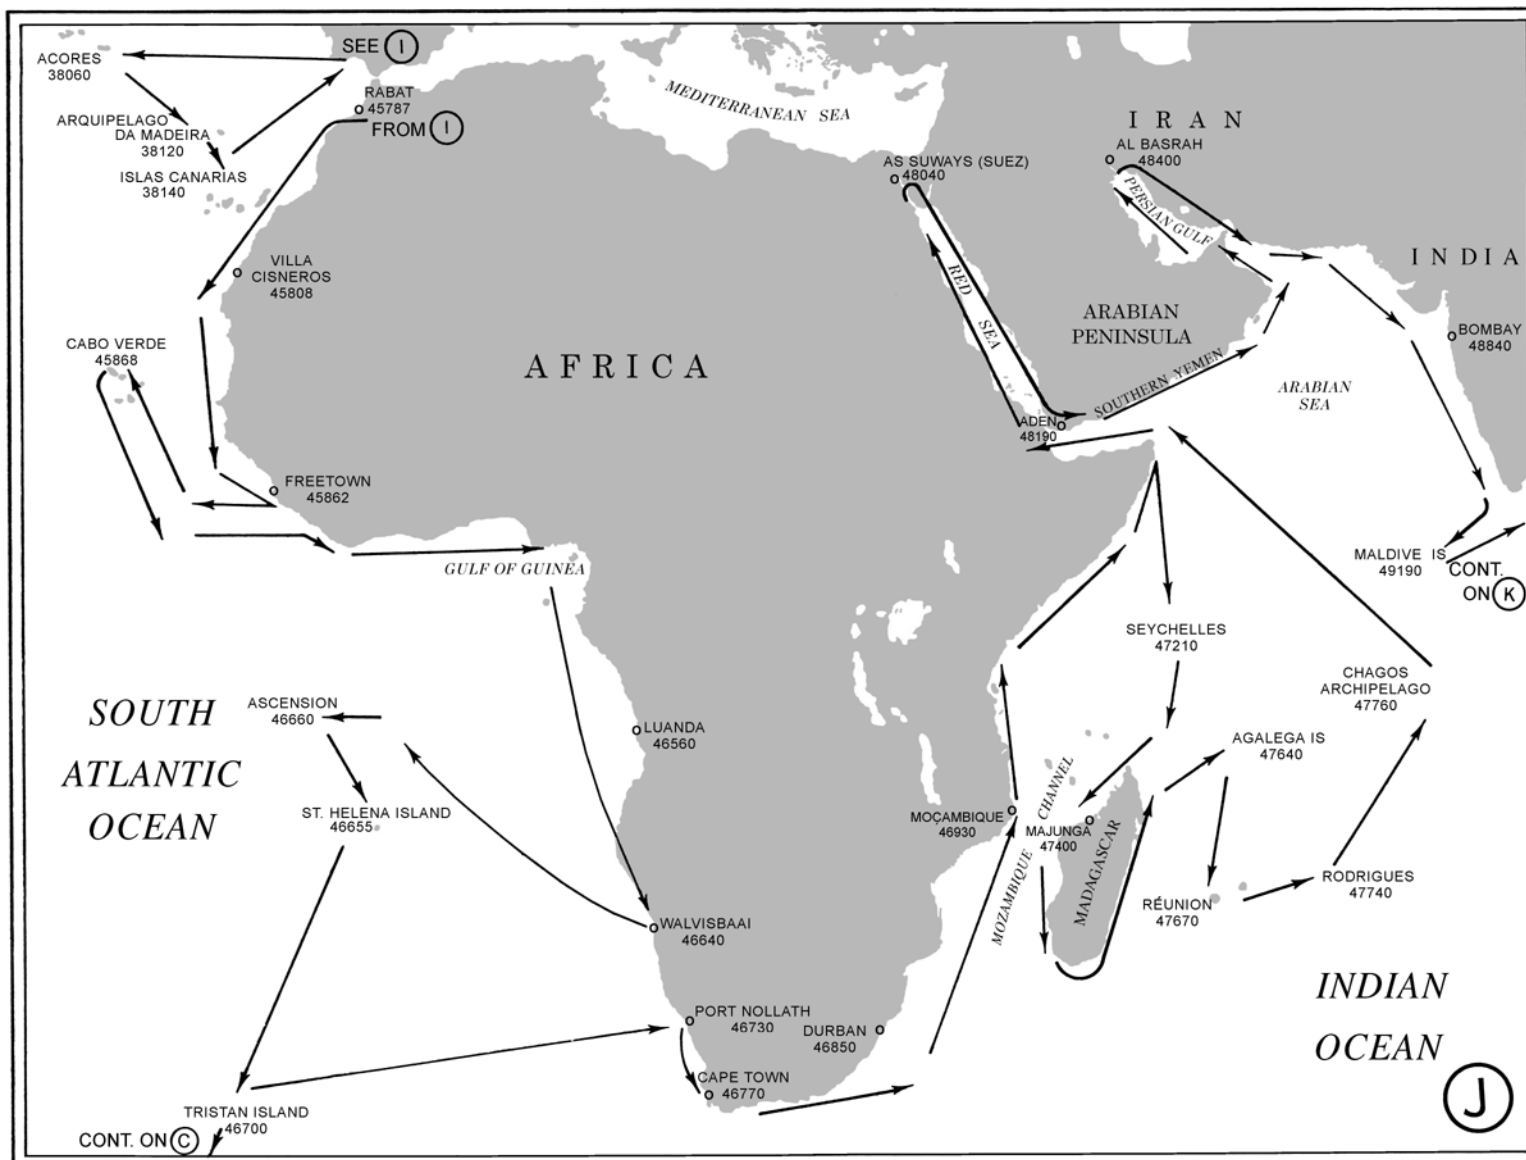 SEE I
ACORES
38060
RABAT
45787
FROM I
ARQUIPELAGO
DA MADEIRA
38120
ISLAS CANARIAS
38140
MEDITERRANEAN SEA
IRAN
AL BASRAH
48400
AS SUWAYS (SUEZ)
48040
PERSIAN GULF
INDIA
VILLA
CISNEROS
45808
RED
SEA
ARABIAN
PENINSULA
BOMBAY
48840
CABO VERDE
45868
AFRICA
SOUTHERN YEMEN
ARABIAN
SEA
ADEN
48190
FREETOWN
45862
GULF OF GUINEA
MALDIVE IS
49190
CONT.
ON K
SEYCHELLES
47210
CHAGOS
ARCHIPELAGO
47760
SOUTH
ATLANTIC
OCEAN
ASCENSION
46660
LUANDA
46560
AGALEGA IS
47640
ST. HELENA ISLAND
46655
MOÇAMBIQUE
46930
MOZAMBIQUE CHANNEL
MAJUNGA
47400
MADAGASCAR
RODRIGUES
47740
RÉUNION
47670
WALVISBAAI
46640
INDIAN
OCEAN
PORT NOLLATH
46730
DURBAN
46850
CAPE TOWN
46770
TRISTAN ISLAND
46700
CONT. ON C
J